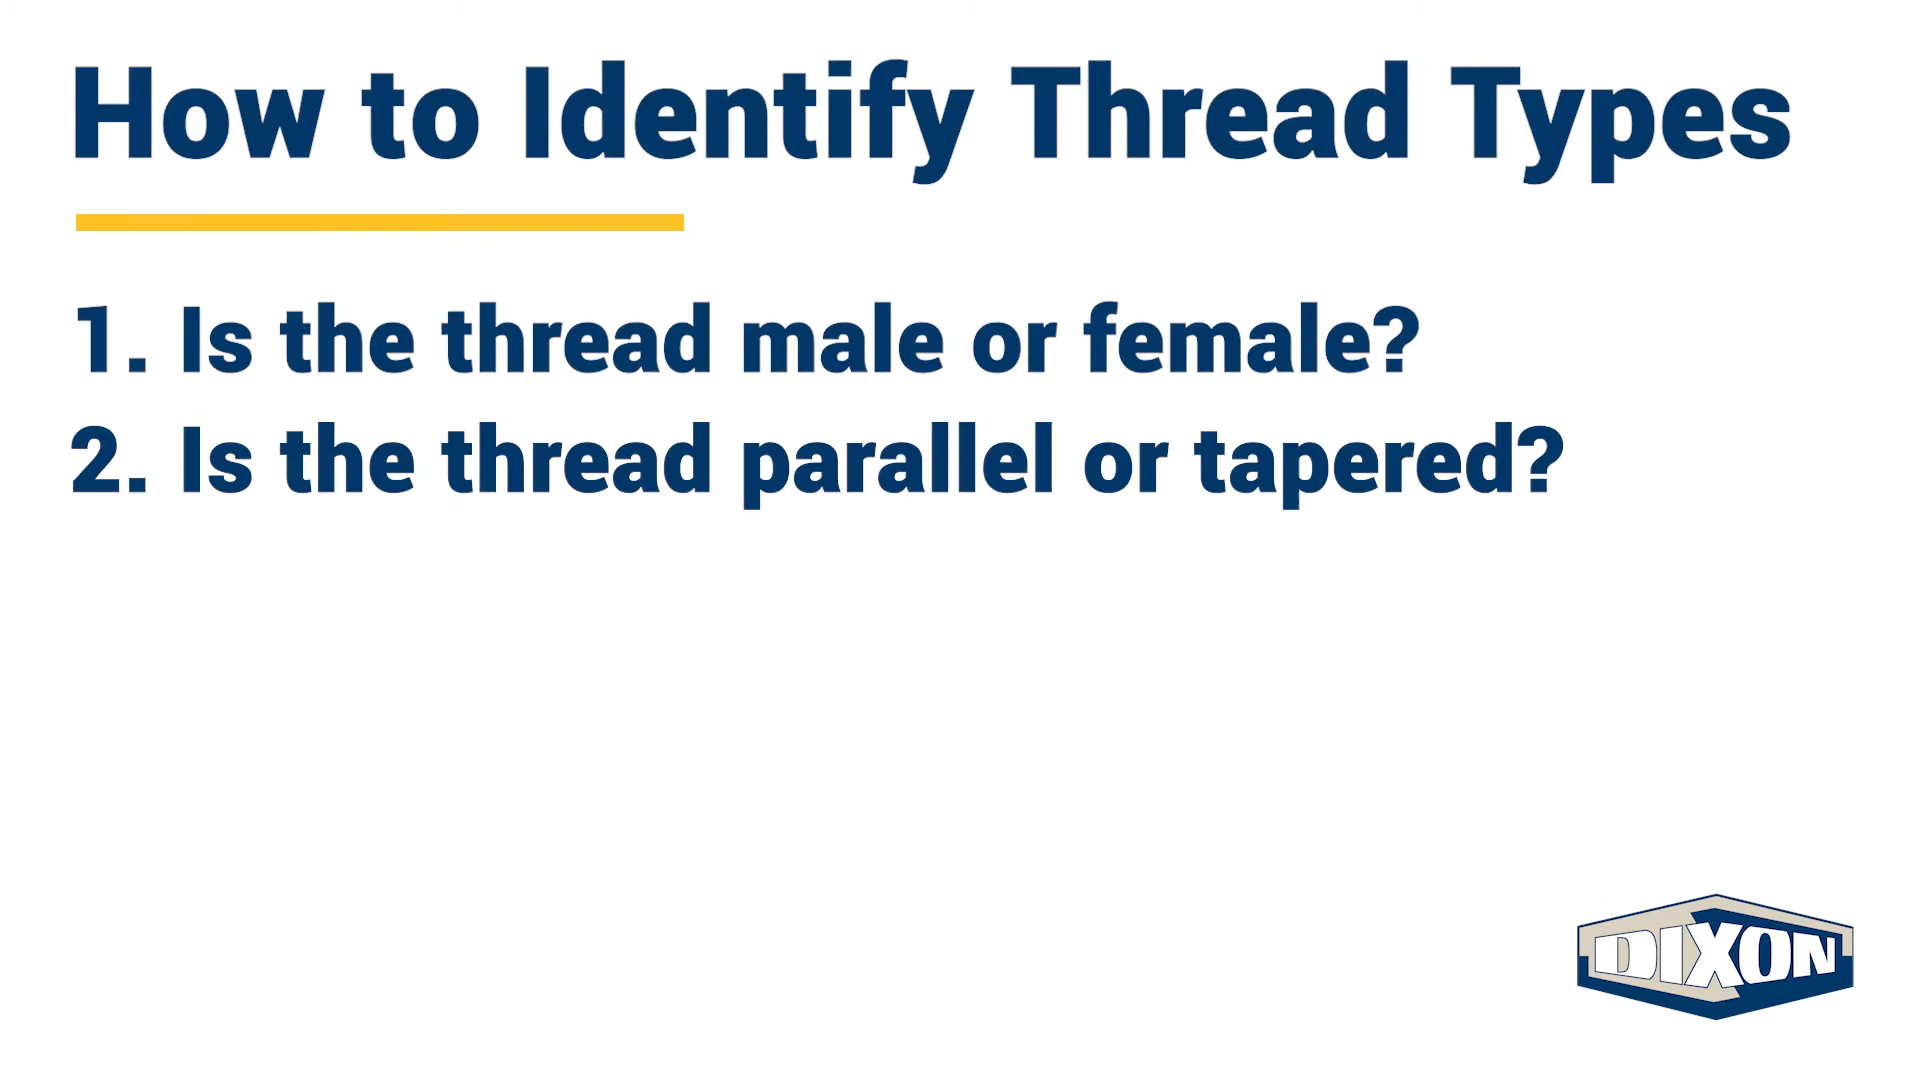 How to Identify Thread Types
1. Is the thread male or female?
2. Is the thread parallel or tapered?
DIXON